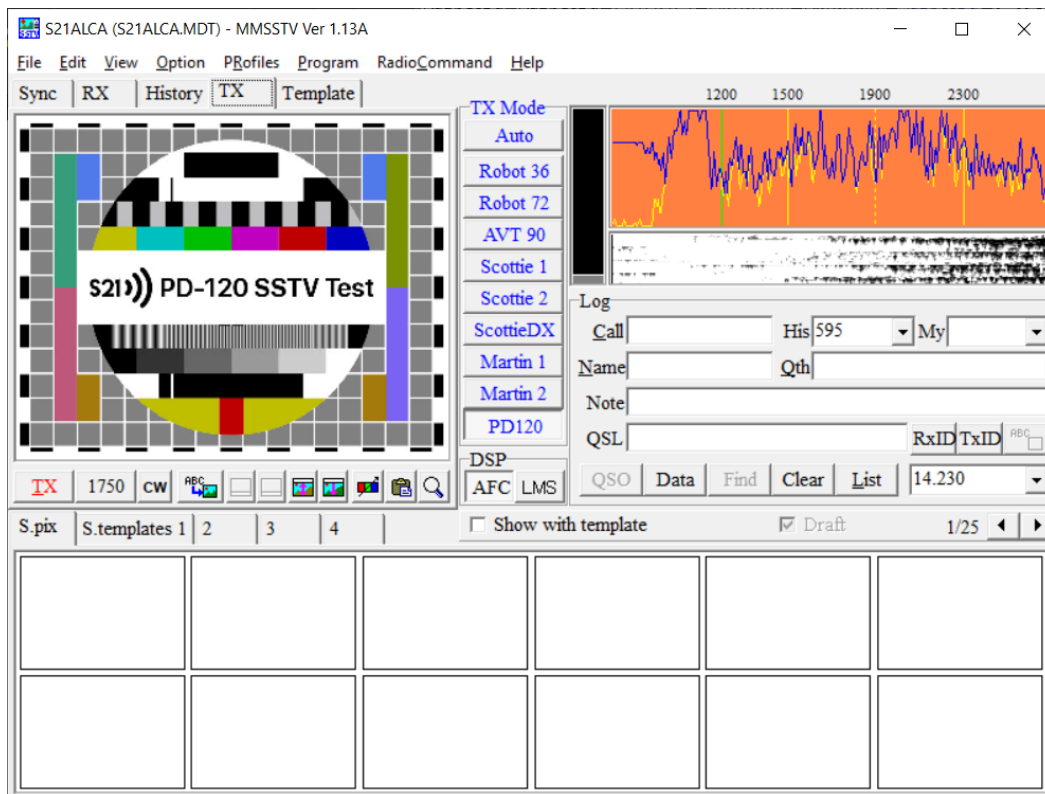 S21ALCA (S21ALCA.MDT) - MMSSTV Ver 1.13A
File Edit View Option PRofiles Program RadioCommand Help
Sync RX History TX Template
TX Mode
Auto
Robot 36
Robot 72
AVT 90
Scottie 1
Scottie 2
ScottieDX
Martin 1
Martin 2
PD120
DSP
AFC LMS
1200 1500 1900 2300
S21 PD-120 SSTV Test
Log
Call His 595 My
Name Qth
Note
QSL RxID TxID ABC
QSO Data Find Clear List 14.230
TX 1750 CW ABC
S.pix S.templates 1 2 3 4
Show with template Draft 1/25